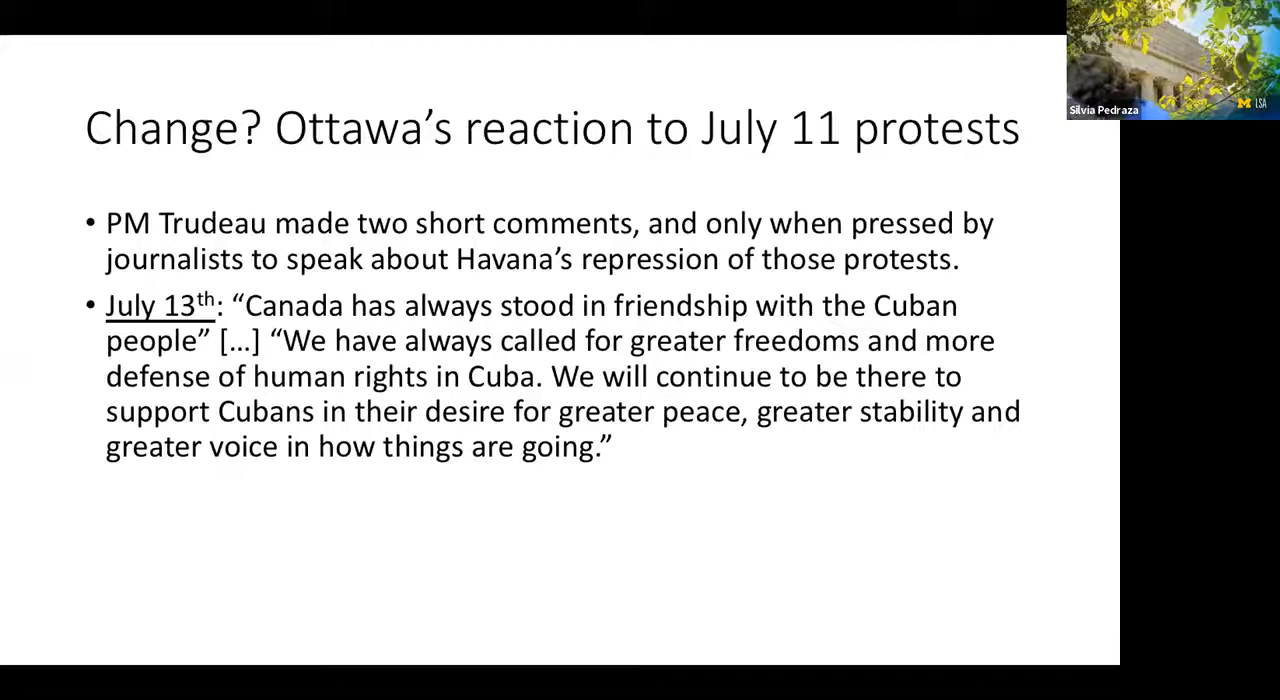 Silvia Pedraza
M LSA
Change? Ottawa’s reaction to July 11 protests
• PM Trudeau made two short comments, and only when pressed by
journalists to speak about Havana’s repression of those protests.
• July 13th: “Canada has always stood in friendship with the Cuban
people” […] “We have always called for greater freedoms and more
defense of human rights in Cuba. We will continue to be there to
support Cubans in their desire for greater peace, greater stability and
greater voice in how things are going.”